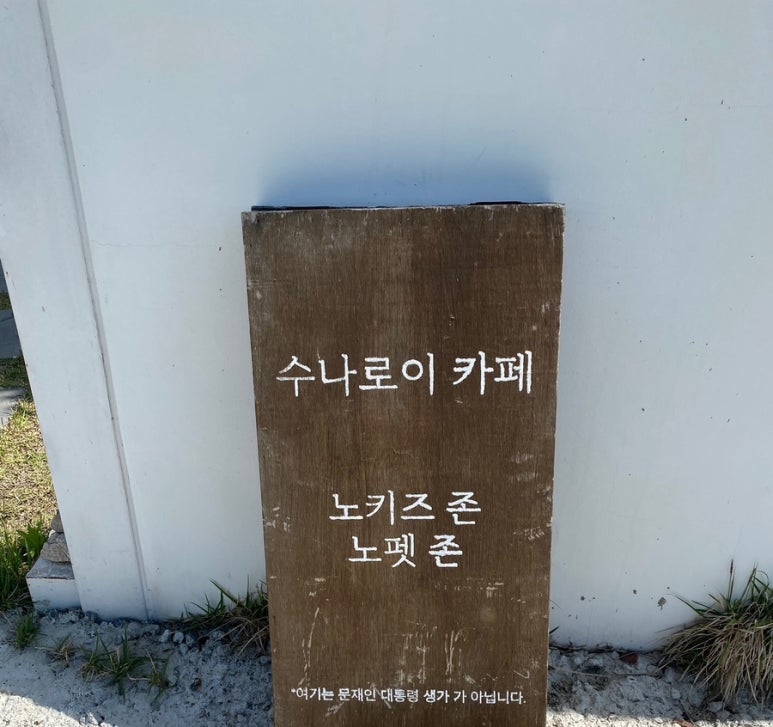 수나로이 카페
노키즈 존
노펫 존
*여기는 문재인 대통령 생가 가 아닙니다.